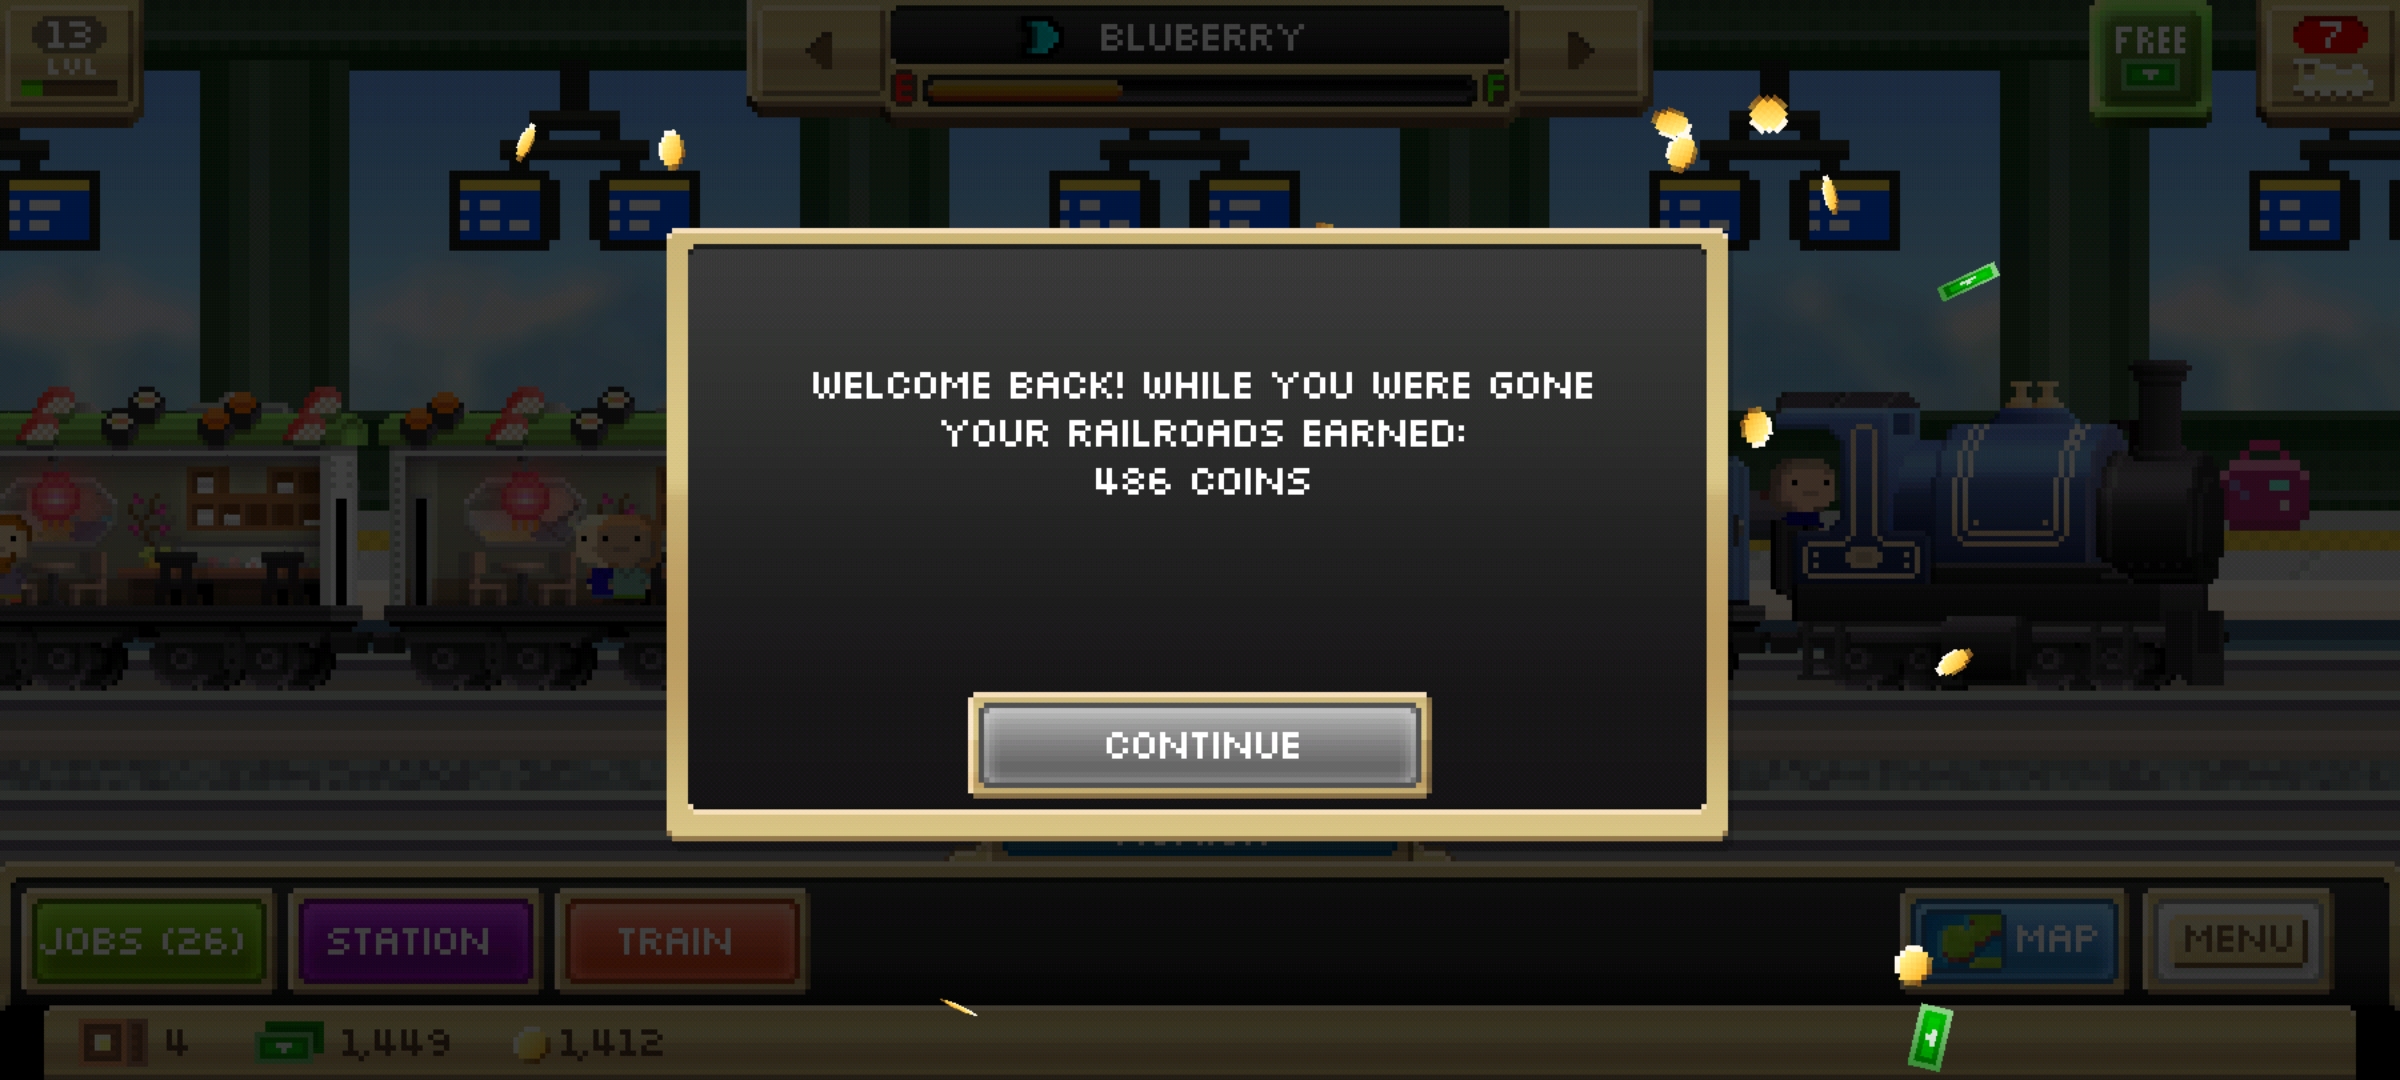 13
LVL
BLUBERRY
E
F
FREE
7
WELCOME BACK! WHILE YOU WERE GONE
YOUR RAILROADS EARNED:
486 COINS
CONTINUE
JOBS (26)
STATION
TRAIN
MAP
MENU
4
1,449
1,412